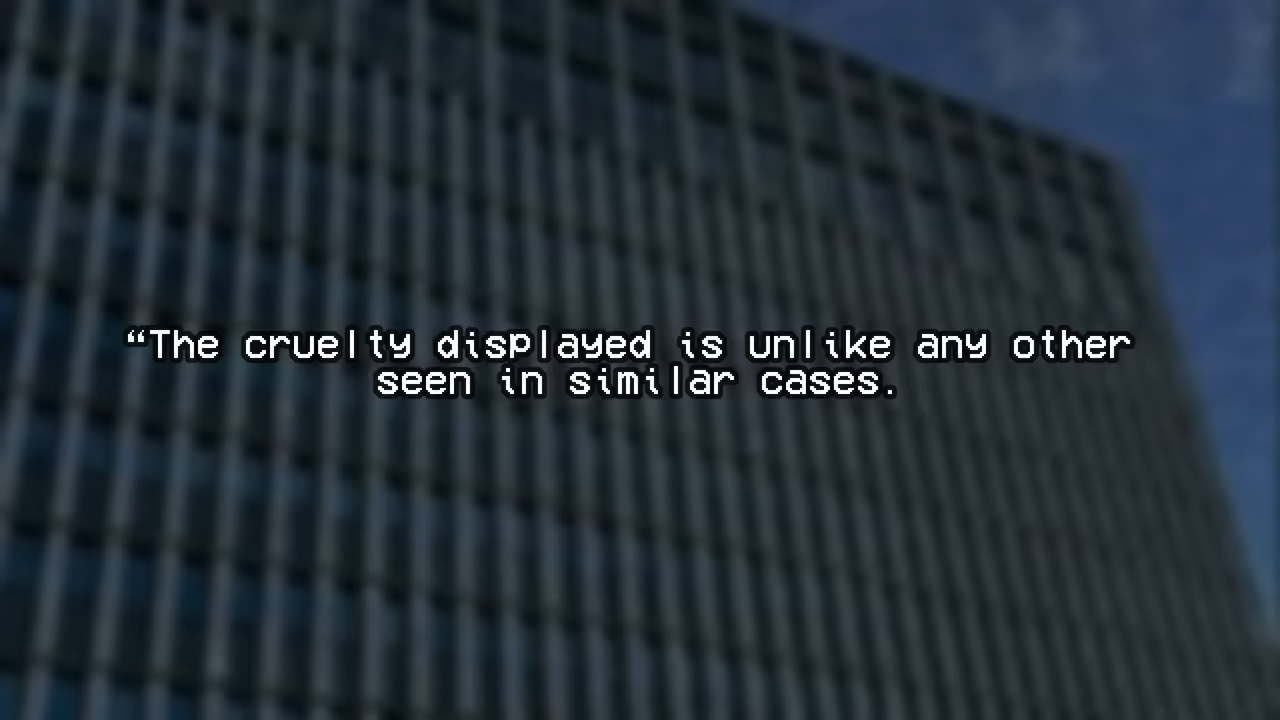 “The cruelty displayed is unlike any other
seen in similar cases.